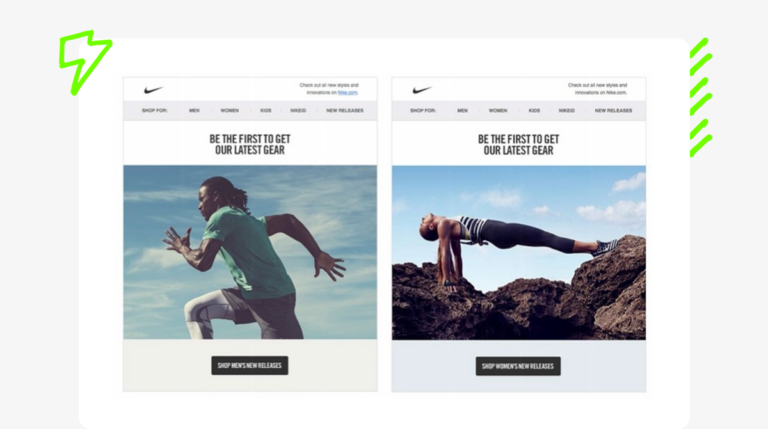 Check out all new styles and
innovations on Nike.com.
SHOP FOR: MEN WOMEN KIDS NIKEID NEW RELEASES
BE THE FIRST TO GET
OUR LATEST GEAR
SHOP MEN'S NEW RELEASES
Check out all new styles and
innovations on Nike.com.
SHOP FOR: MEN WOMEN KIDS NIKEID NEW RELEASES
BE THE FIRST TO GET
OUR LATEST GEAR
SHOP WOMEN'S NEW RELEASES